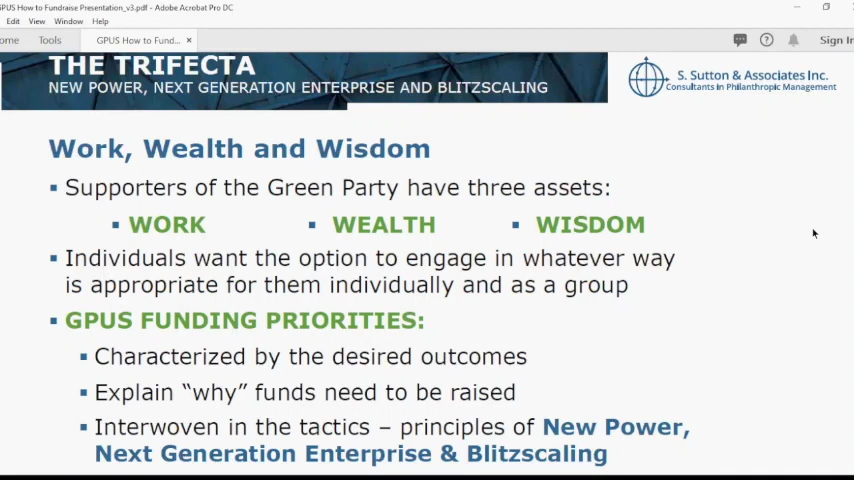 GPUS How to Fundraise Presentation_v3.pdf - Adobe Acrobat Pro DC
Edit View Window Help
ome Tools GPUS How to Fund... × Sign In
THE TRIFECTA
NEW POWER, NEXT GENERATION ENTERPRISE AND BLITZSCALING
S. Sutton & Associates Inc.
Consultants in Philanthropic Management
Work, Wealth and Wisdom
▪ Supporters of the Green Party have three assets:
▪ WORK ▪ WEALTH ▪ WISDOM
▪ Individuals want the option to engage in whatever way
is appropriate for them individually and as a group
▪ GPUS FUNDING PRIORITIES:
▪ Characterized by the desired outcomes
▪ Explain “why” funds need to be raised
▪ Interwoven in the tactics – principles of New Power,
Next Generation Enterprise & Blitzscaling